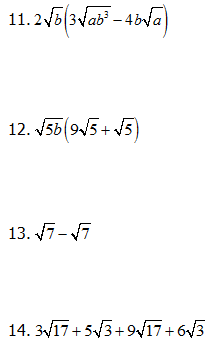 11. 2√b(3√ab³ − 4b√a)
12. √5b(9√5 + √5)
13. √7 − √7
14. 3√17 + 5√3 + 9√17 + 6√3